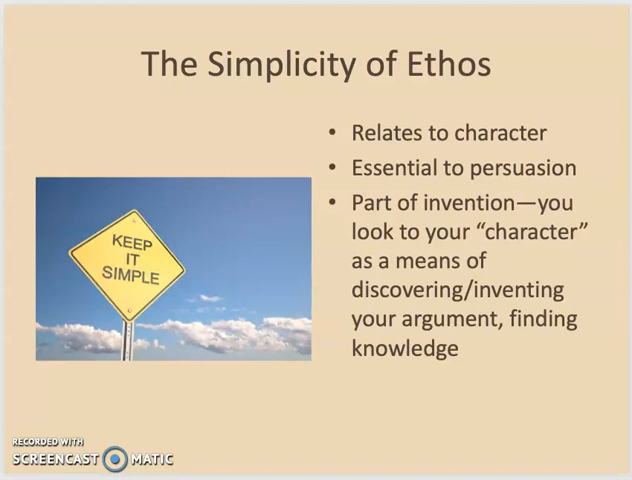 The Simplicity of Ethos
• Relates to character
• Essential to persuasion
• Part of invention—you
look to your “character”
as a means of
discovering/inventing
your argument, finding
knowledge
KEEP
IT
SIMPLE
RECORDED WITH
SCREENCAST MATIC